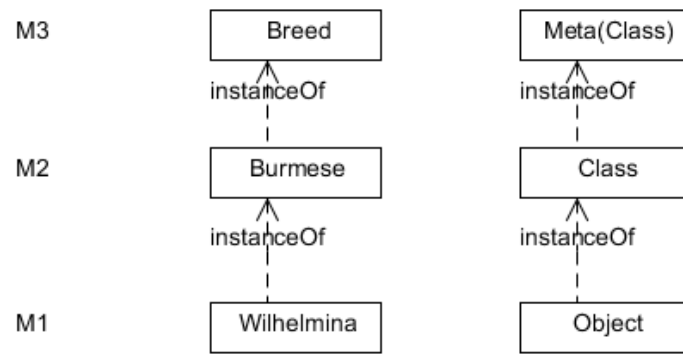 M3 Breed Meta(Class)
instanceOf instanceOf
M2 Burmese Class
instanceOf instanceOf
M1 Wilhelmina Object